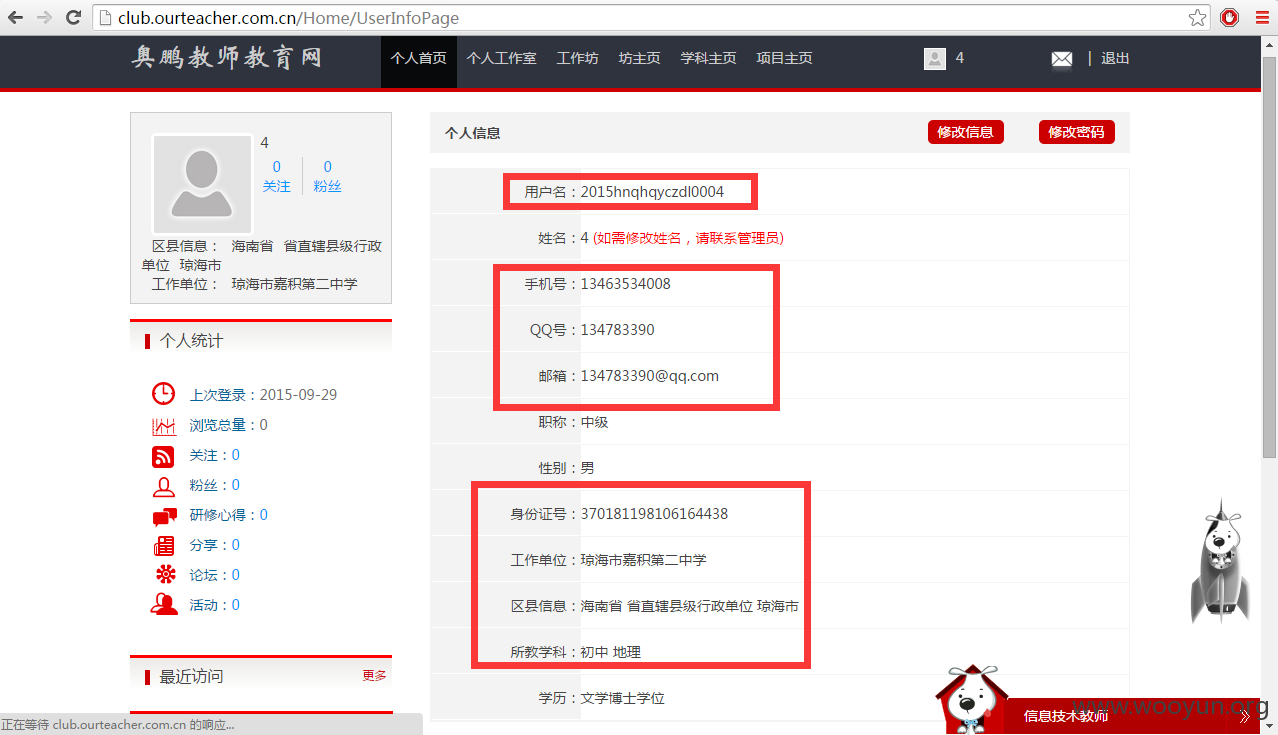 club.ourteacher.com.cn/Home/UserInfoPage
奥鹏教师教育网 个人首页 个人工作室 工作坊 坊主页 学科主页 项目主页 4 | 退出
4
0 0
关注 粉丝
区县信息： 海南省 省直辖县级行政
单位 琼海市
工作单位： 琼海市嘉积第二中学
个人统计
上次登录：2015-09-29
浏览总量：0
关注：0
粉丝：0
研修心得：0
分享：0
论坛：0
活动：0
最近访问 更多
个人信息 修改信息 修改密码
用户名：2015hnqhqyczdl0004
姓名：4 (如需修改姓名，请联系管理员)
手机号：13463534008
QQ号：134783390
邮箱：134783390@qq.com
职称：中级
性别：男
身份证号：370181198106164438
工作单位：琼海市嘉积第二中学
区县信息：海南省 省直辖县级行政单位 琼海市
所教学科：初中 地理
学历：文学博士学位
信息技术教师
www.wooyun.org
正在等待 club.ourteacher.com.cn 的响应...